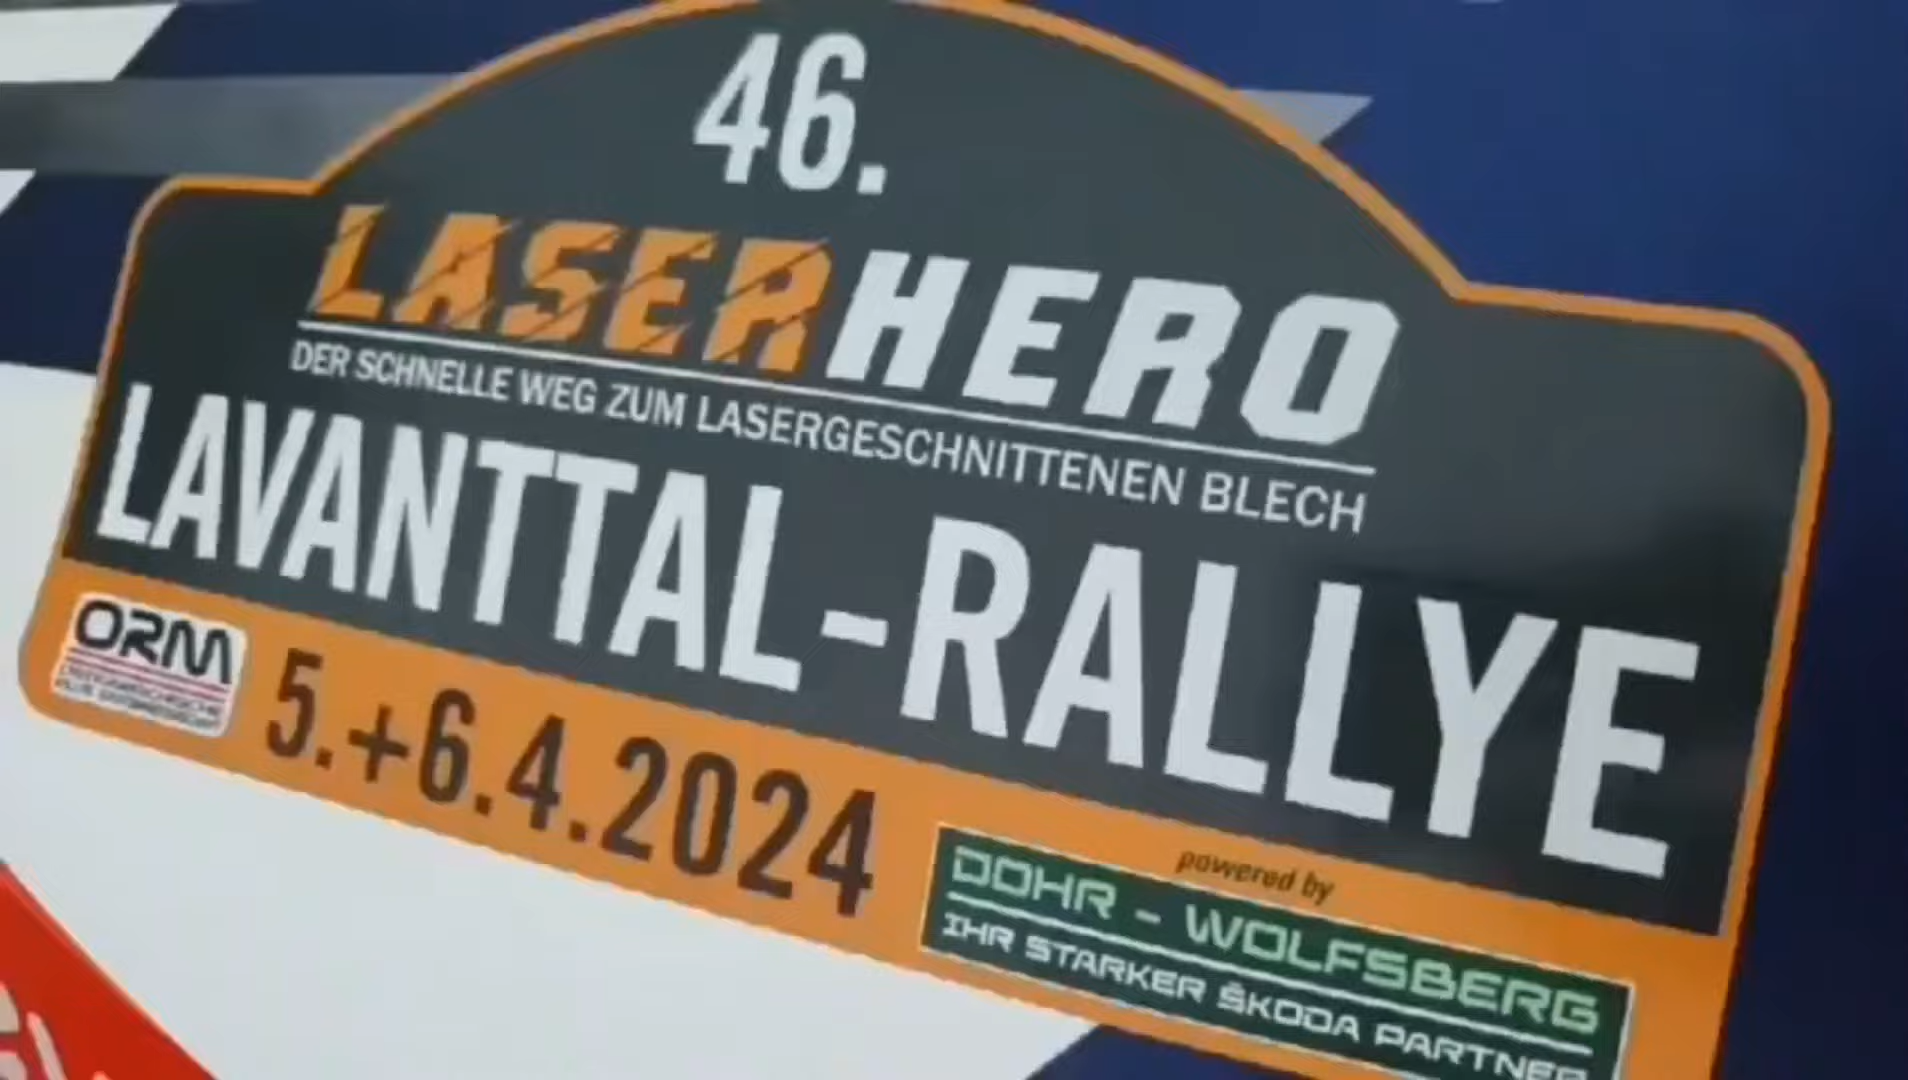 46.
LASERHERO
DER SCHNELLE WEG ZUM LASERGESCHNITTENEN BLECH
LAVANTTAL-RALLYE
ORM
5.+6.4.2024
powered by
DOHR - WOLFSBERG
IHR STARKER ŠKODA PARTNER